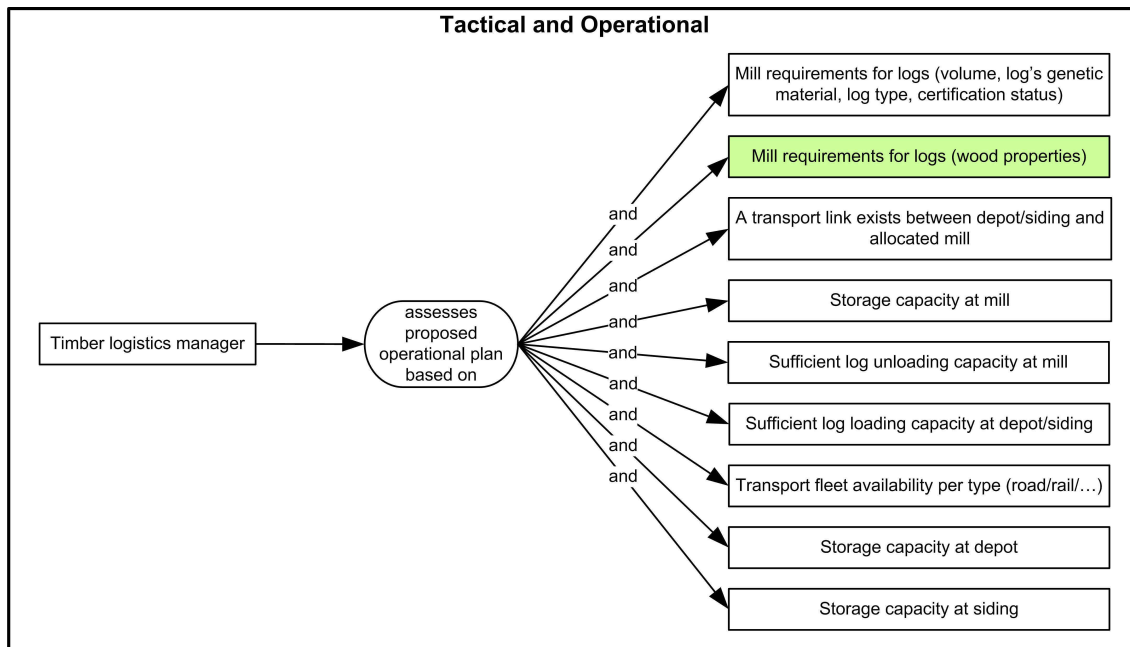 Tactical and Operational
Mill requirements for logs (volume, log's genetic
material, log type, certification status)
Mill requirements for logs (wood properties)
and
A transport link exists between depot/siding and
allocated mill
and
and
Storage capacity at mill
and
Timber logistics manager
assesses
proposed
operational plan
based on
and
Sufficient log unloading capacity at mill
and
Sufficient log loading capacity at depot/siding
and
and
Transport fleet availability per type (road/rail/…)
and
Storage capacity at depot
Storage capacity at siding